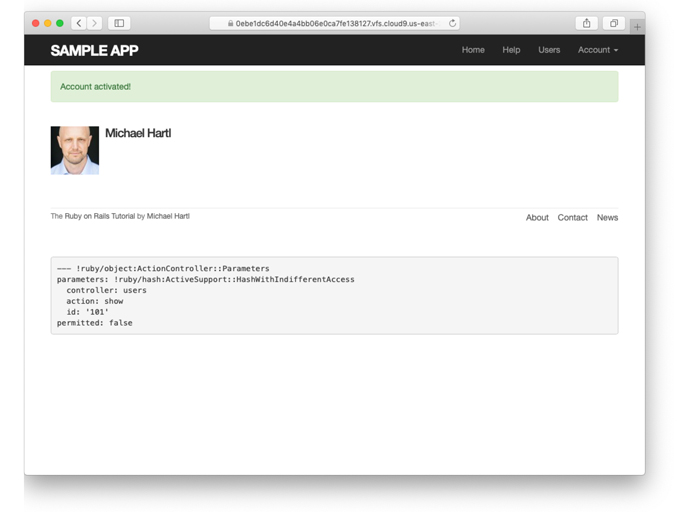 0ebe1dc6d40e4a4bb06e0ca7fe138127.vfs.cloud9.us-east-
SAMPLE APP
Home Help Users Account
Account activated!
Michael Hartl
The Ruby on Rails Tutorial by Michael Hartl
About Contact News
--- !ruby/object:ActionController::Parameters
parameters: !ruby/hash:ActiveSupport::HashWithIndifferentAccess
  controller: users
  action: show
  id: '101'
permitted: false